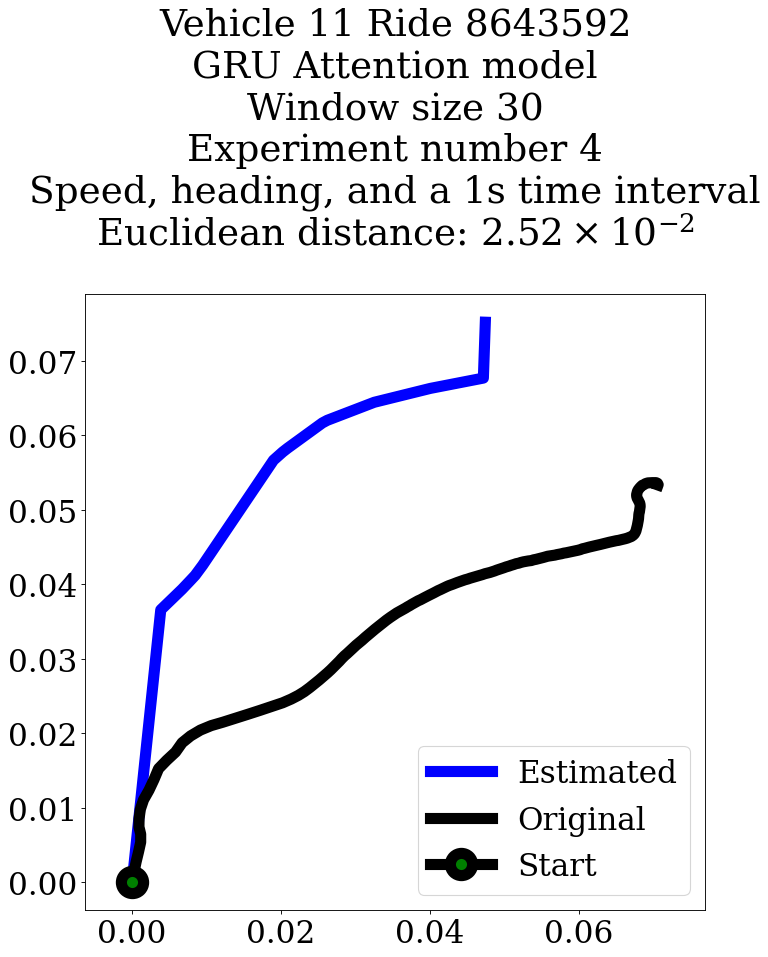 Vehicle 11 Ride 8643592
GRU Attention model
Window size 30
Experiment number 4
Speed, heading, and a 1s time interval
Euclidean distance: 2.52 × 10⁻²
0.07
0.06
0.05
0.04
0.03
0.02
0.01
0.00
Estimated
Original
Start
0.00 0.02 0.04 0.06